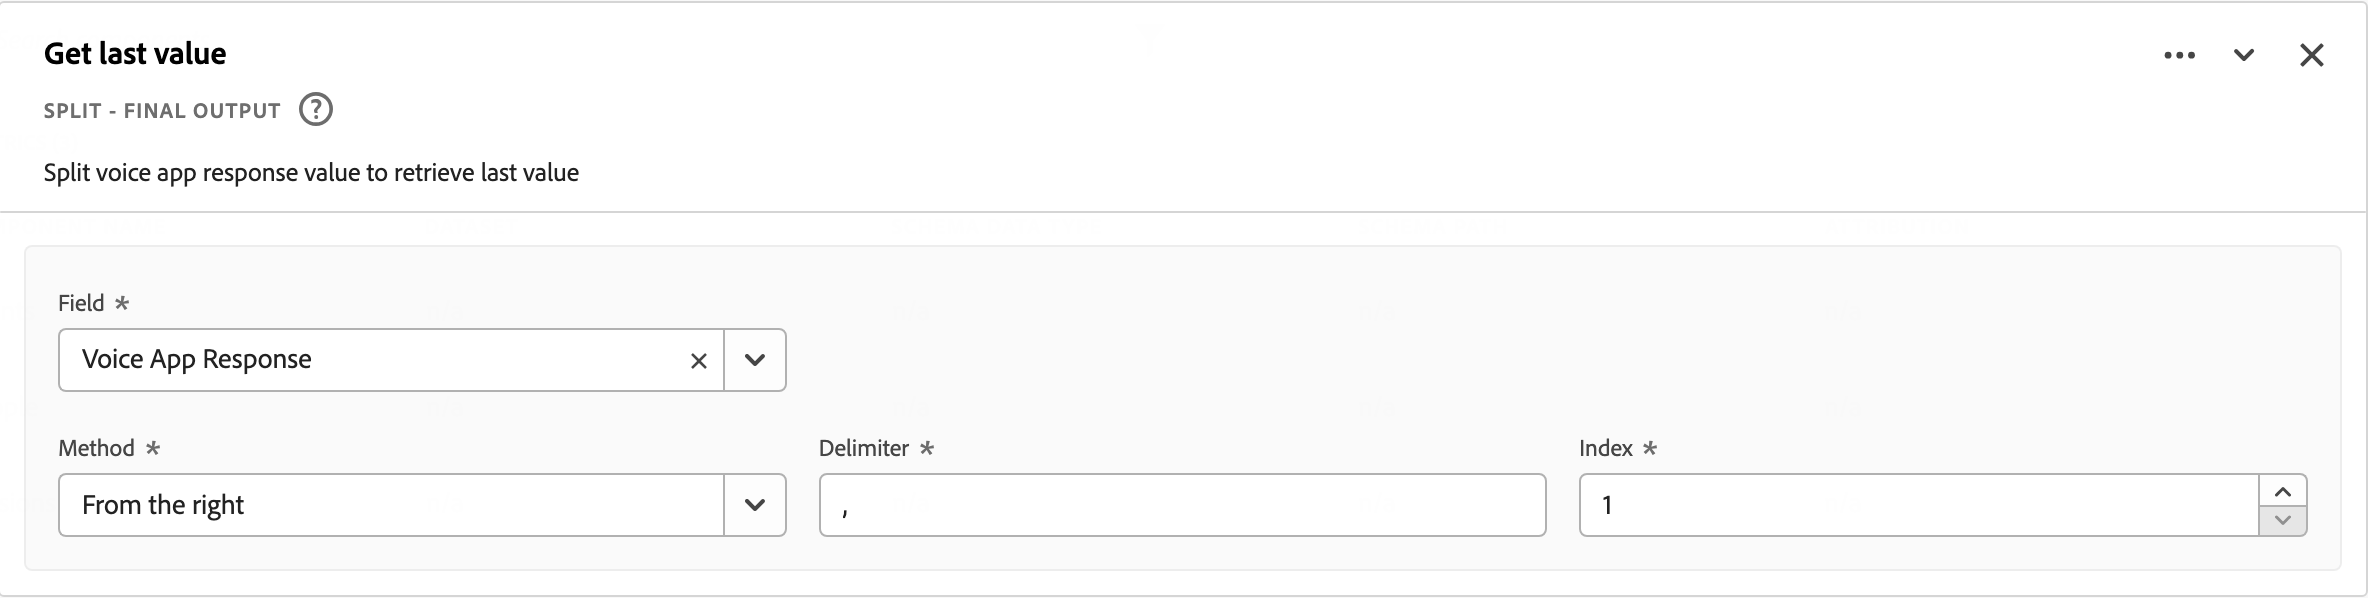 Get last value
SPLIT - FINAL OUTPUT ?
Split voice app response value to retrieve last value
Field *
Voice App Response
Method * Delimiter * Index *
From the right , 1